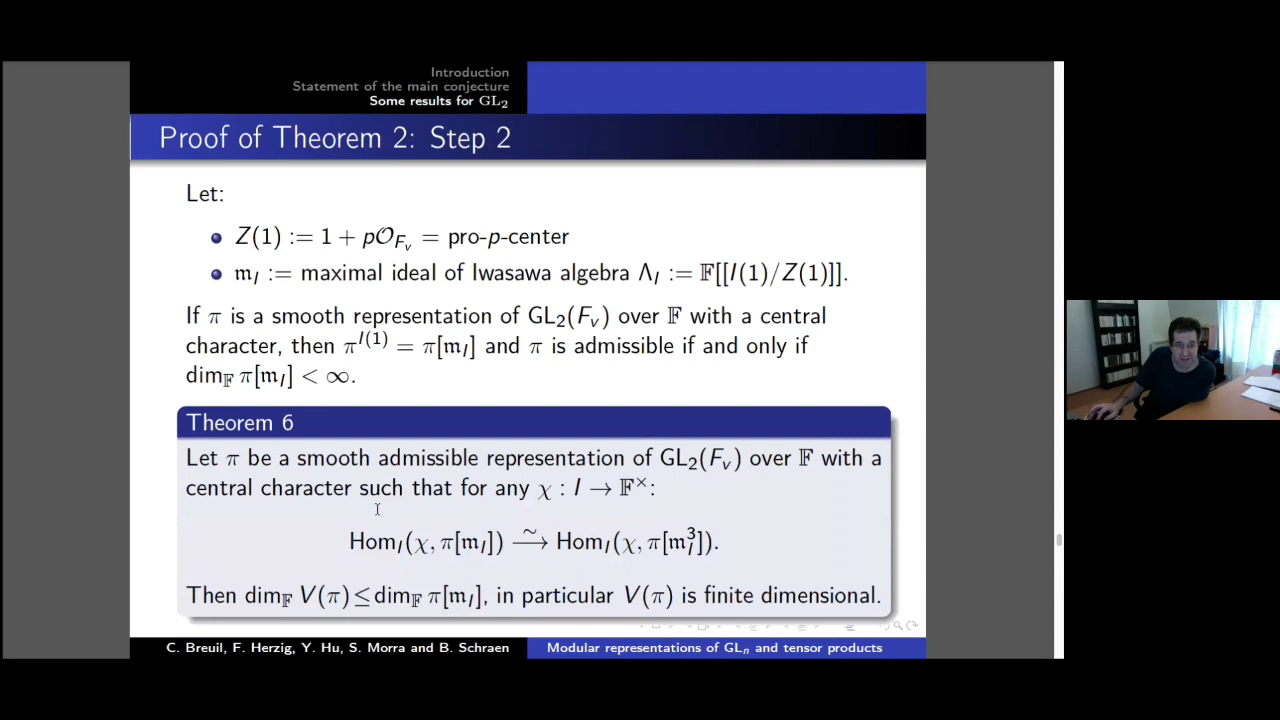 Introduction
Statement of the main conjecture
Some results for GL₂
Proof of Theorem 2: Step 2
Let:
Z(1) := 1 + p𝒪_{F_v} = pro-p-center
𝔪_I := maximal ideal of Iwasawa algebra Λ_I := 𝔽[[I(1)/Z(1)]].
If π is a smooth representation of GL₂(F_v) over 𝔽 with a central
character, then π^{I(1)} = π[𝔪_I] and π is admissible if and only if
dim_𝔽 π[𝔪_I] < ∞.
Theorem 6
Let π be a smooth admissible representation of GL₂(F_v) over 𝔽 with a
central character such that for any χ : I → 𝔽^×:
Hom_I(χ, π[𝔪_I]) ⥲ Hom_I(χ, π[𝔪_I^3]).
Then dim_𝔽 V(π) ≤ dim_𝔽 π[𝔪_I], in particular V(π) is finite dimensional.
C. Breuil, F. Herzig, Y. Hu, S. Morra and B. Schraen
Modular representations of GL_n and tensor products